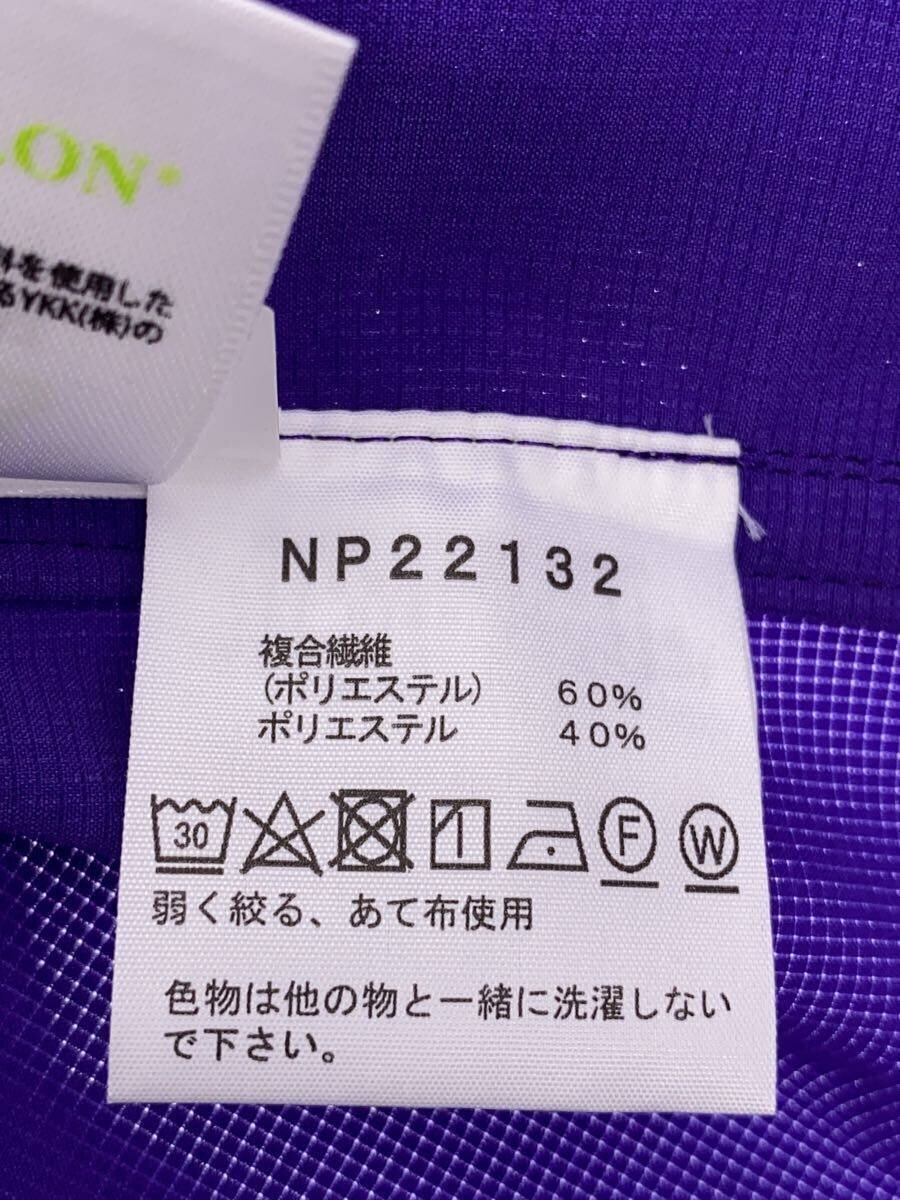 LON®
料を使用した
るYKK(株)の
NP22132
複合繊維
(ポリエステル) 60%
ポリエステル 40%
30 F W
弱く絞る、あて布使用
色物は他の物と一緒に洗濯しない
で下さい。